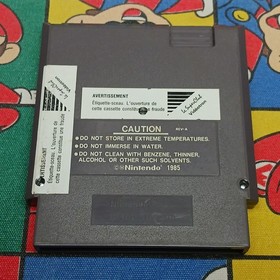 AVERTISSEMENT
Étiquette-sceau. L'ouverture de
cette cassette constitue une fraude
AVERTISSEMENT
Étiquette-sceau. L'ouverture de
cette cassette constitue une fraude
CAUTION
•DO NOT STORE IN EXTREME TEMPERATURES.
•DO NOT IMMERSE IN WATER.
•DO NOT CLEAN WITH BENZENE, THINNER,
ALCOHOL OR OTHER SUCH SOLVENTS.
©®Nintendo 1985